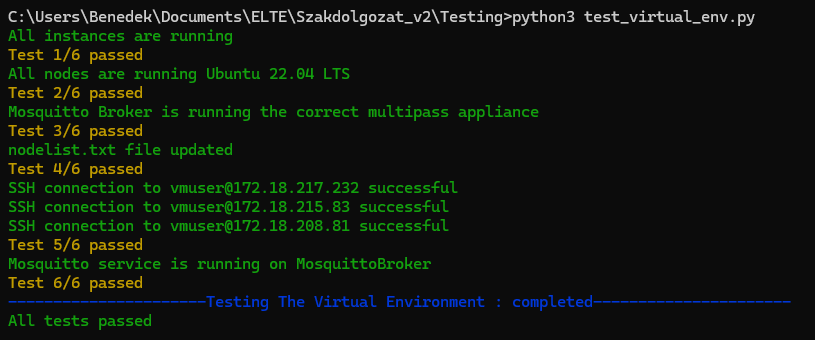 C:\Users\Benedek\Documents\ELTE\Szakdolgozat_v2\Testing>python3 test_virtual_env.py
All instances are running
Test 1/6 passed
All nodes are running Ubuntu 22.04 LTS
Test 2/6 passed
Mosquitto Broker is running the correct multipass appliance
Test 3/6 passed
nodelist.txt file updated
Test 4/6 passed
SSH connection to vmuser@172.18.217.232 successful
SSH connection to vmuser@172.18.215.83 successful
SSH connection to vmuser@172.18.208.81 successful
Test 5/6 passed
Mosquitto service is running on MosquittoBroker
Test 6/6 passed
----------------------Testing The Virtual Environment : completed----------------------
All tests passed